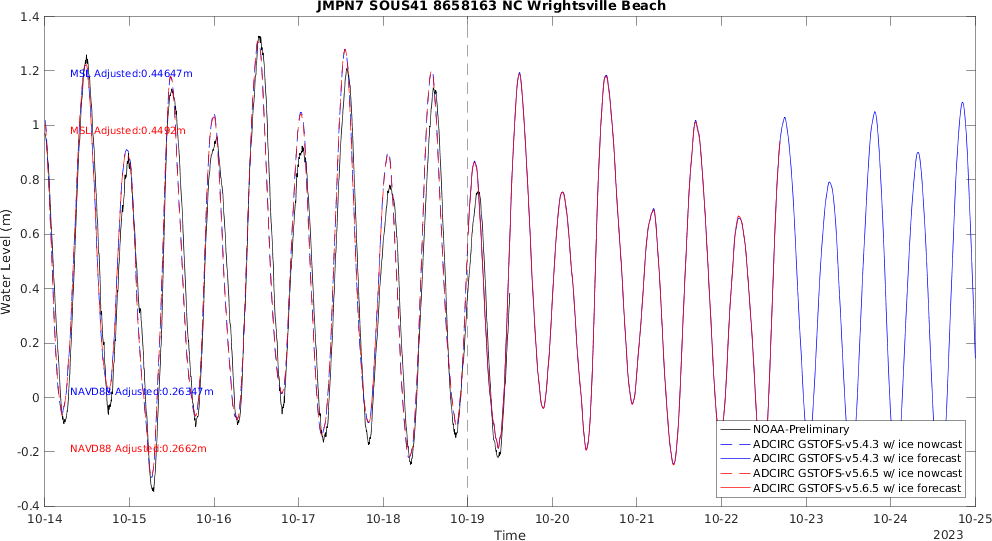 JMPN7 SOUS41 8658163 NC Wrightsville Beach
Water Level (m)
1.4
1.2
1
0.8
0.6
0.4
0.2
0
-0.2
-0.4
MSL Adjusted:0.44647m
MSL Adjusted:0.4492m
NAVD88 Adjusted:0.26347m
NAVD88 Adjusted:0.2662m
NOAA-Preliminary
ADCIRC GSTOFS-v5.4.3 w/ ice nowcast
ADCIRC GSTOFS-v5.4.3 w/ ice forecast
ADCIRC GSTOFS-v5.6.5 w/ ice nowcast
ADCIRC GSTOFS-v5.6.5 w/ ice forecast
10-14 10-15 10-16 10-17 10-18 10-19 10-20 10-21 10-22 10-23 10-24 10-25
Time
2023